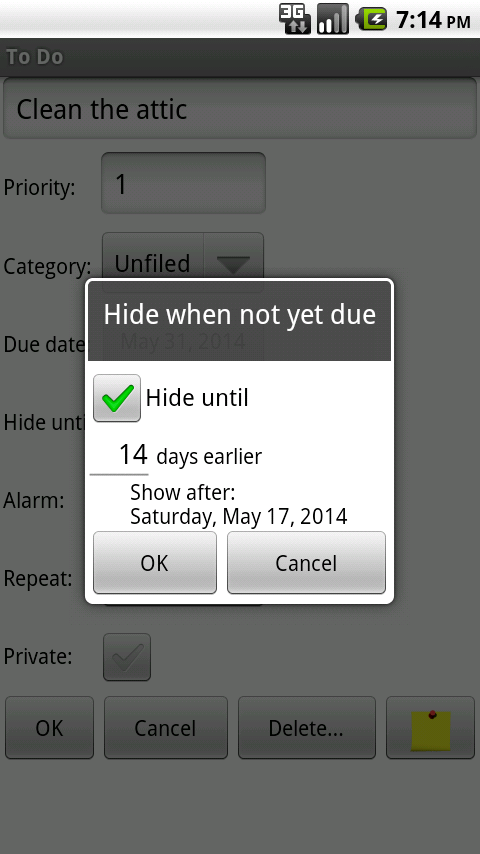 3G 7:14 PM
To Do
Clean the attic
Priority: 1
Category: Unfiled
Hide when not yet due
Due date: May 31, 2014
Hide until
Hide unti
14 days earlier
Show after:
Alarm:
Saturday, May 17, 2014
OK Cancel
Repeat:
Private:
OK Cancel Delete...